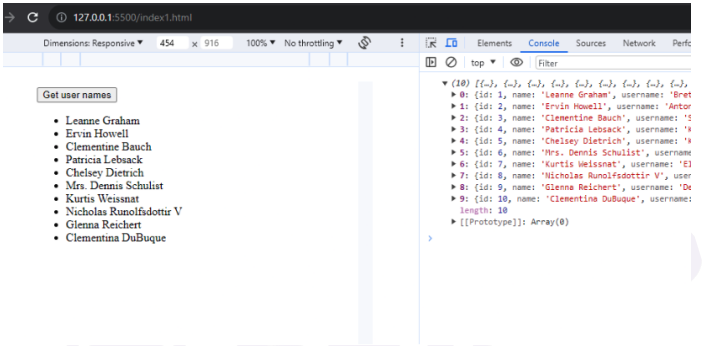 127.0.0.1:5500/index1.html
Dimensions: Responsive ▼ 454 x 916 100% ▼ No throttling ▼
Get user names
• Leanne Graham
• Ervin Howell
• Clementine Bauch
• Patricia Lebsack
• Chelsey Dietrich
• Mrs. Dennis Schulist
• Kurtis Weissnat
• Nicholas Runolfsdottir V
• Glenna Reichert
• Clementina DuBuque
Elements Console Sources Network Perfo
top ▼ Filter
▼ (10) [{…}, {…}, {…}, {…}, {…}, {…}, {…}, {…}, {…},
▶ 0: {id: 1, name: 'Leanne Graham', username: 'Bret
▶ 1: {id: 2, name: 'Ervin Howell', username: 'Anton
▶ 2: {id: 3, name: 'Clementine Bauch', username: 'S
▶ 3: {id: 4, name: 'Patricia Lebsack', username: 'K
▶ 4: {id: 5, name: 'Chelsey Dietrich', username: 'K
▶ 5: {id: 6, name: 'Mrs. Dennis Schulist', username
▶ 6: {id: 7, name: 'Kurtis Weissnat', username: 'El
▶ 7: {id: 8, name: 'Nicholas Runolfsdottir V', user
▶ 8: {id: 9, name: 'Glenna Reichert', username: 'De
▶ 9: {id: 10, name: 'Clementina DuBuque', username:
length: 10
▶ [[Prototype]]: Array(0)